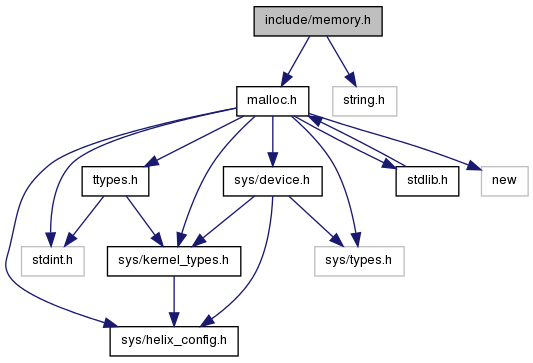 include/memory.h
malloc.h
string.h
ttypes.h
sys/device.h
stdlib.h
new
stdint.h
sys/kernel_types.h
sys/types.h
sys/helix_config.h